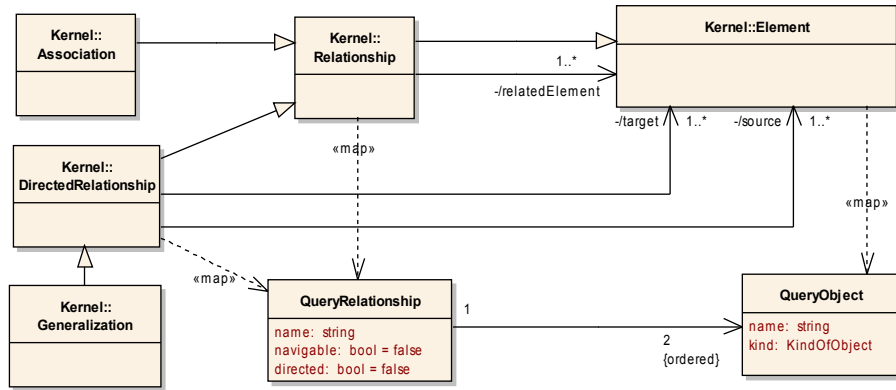 Kernel::
Association
Kernel::
Relationship
Kernel::Element
1..*
-/relatedElement
-/target
1..*
-/source
1..*
«map»
Kernel::
DirectedRelationship
«map»
«map»
Kernel::
Generalization
QueryRelationship
name: string
navigable: bool = false
directed: bool = false
1
2
{ordered}
QueryObject
name: string
kind: KindOfObject